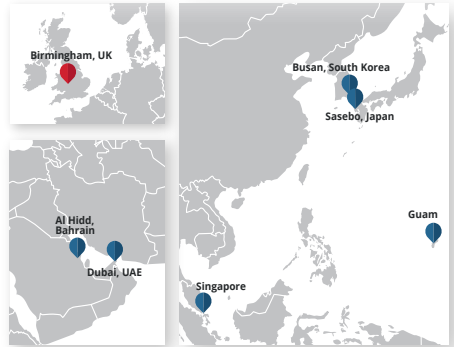 Birmingham, UK
Al Hidd,
Bahrain
Dubai, UAE
Busan, South Korea
Sasebo, Japan
Guam
Singapore